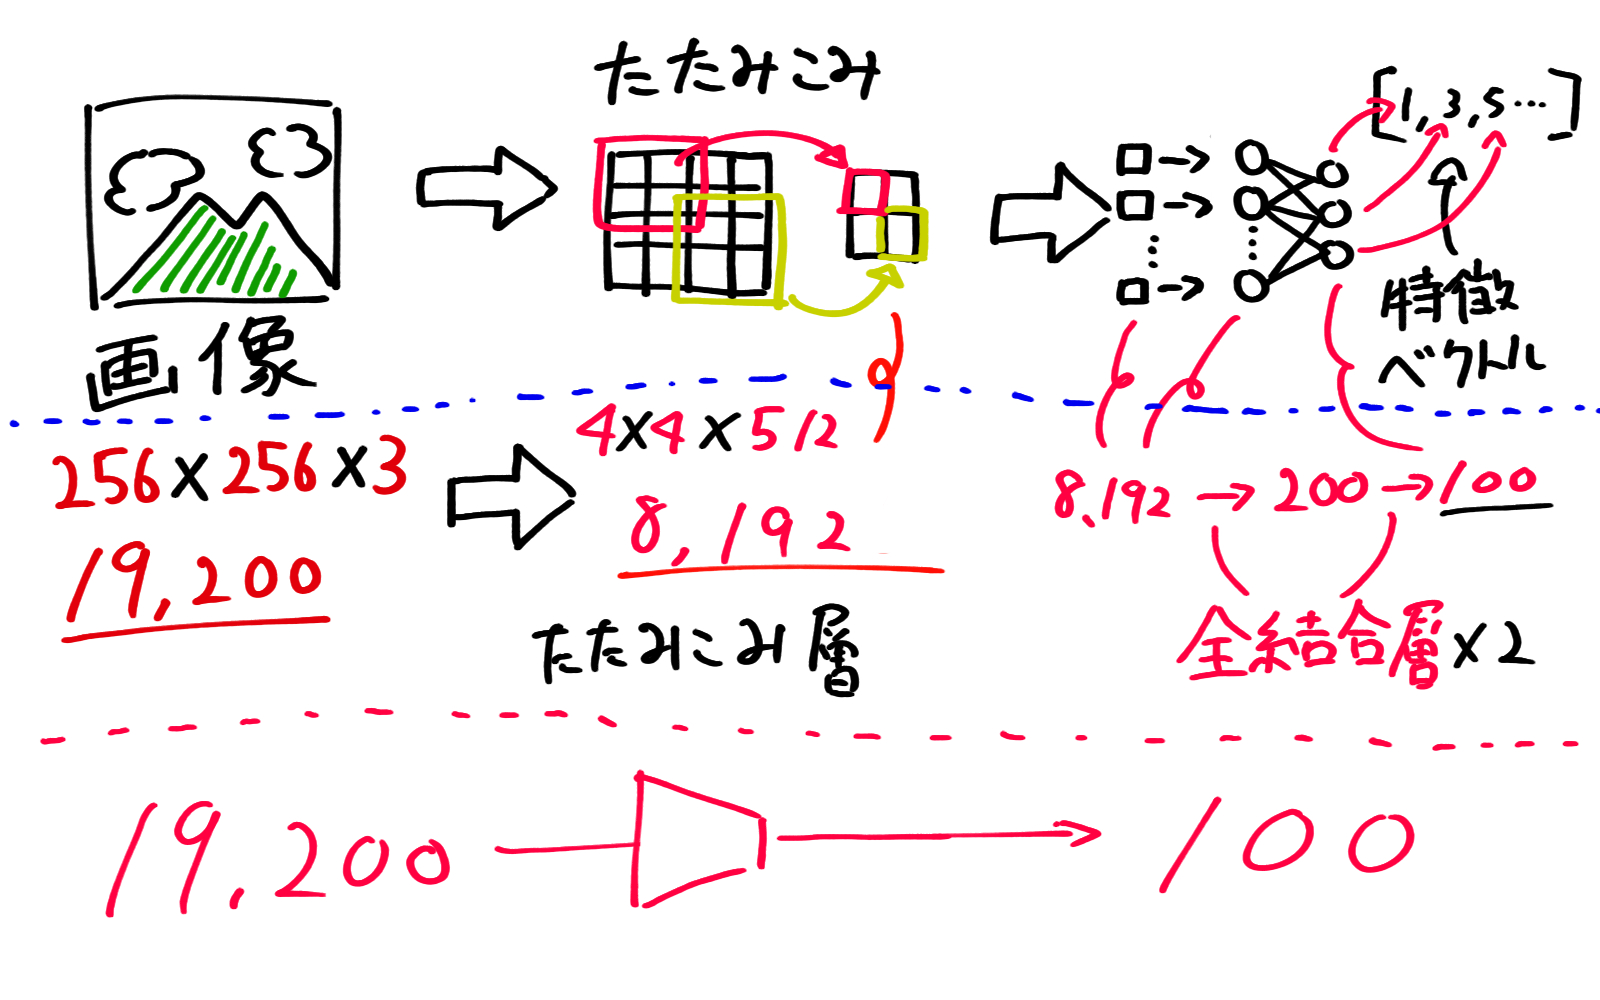 たたみこみ
[1, 3, 5…]
画像
特徴
ベクトル
256×256×3
19,200
4×4×512
8,192
たたみこみ層
8,192→200→100
全結合層×2
19,200
100